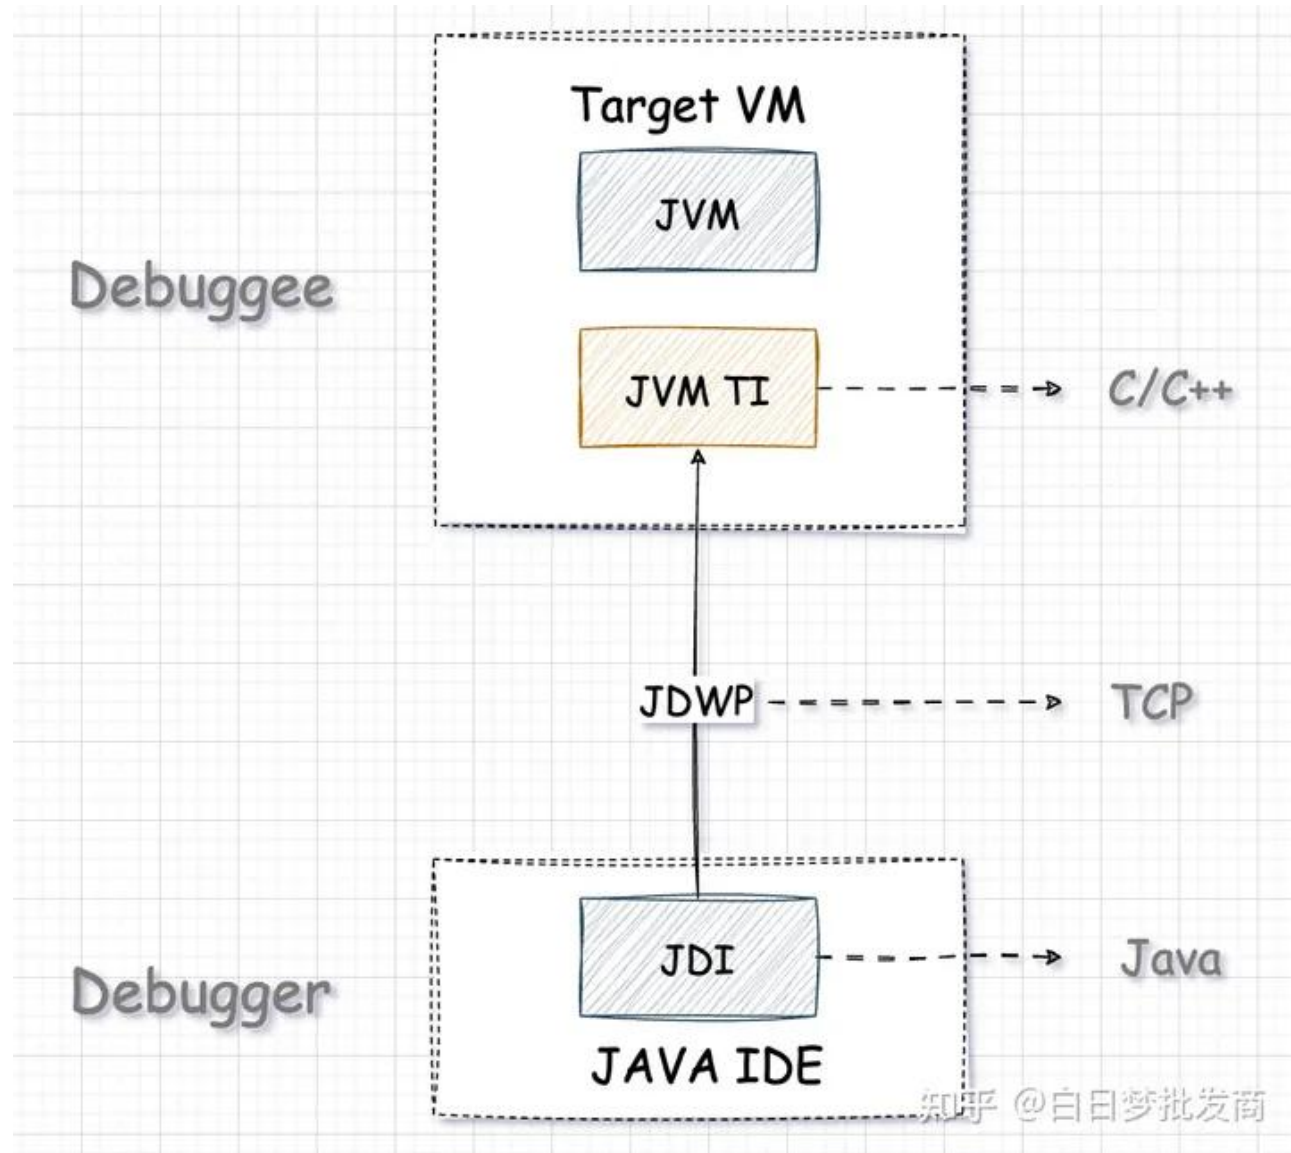 Target VM
JVM
Debuggee
JVM TI
C/C++
JDWP
TCP
JDI
Java
Debugger
JAVA IDE
知乎 @白日梦批发商